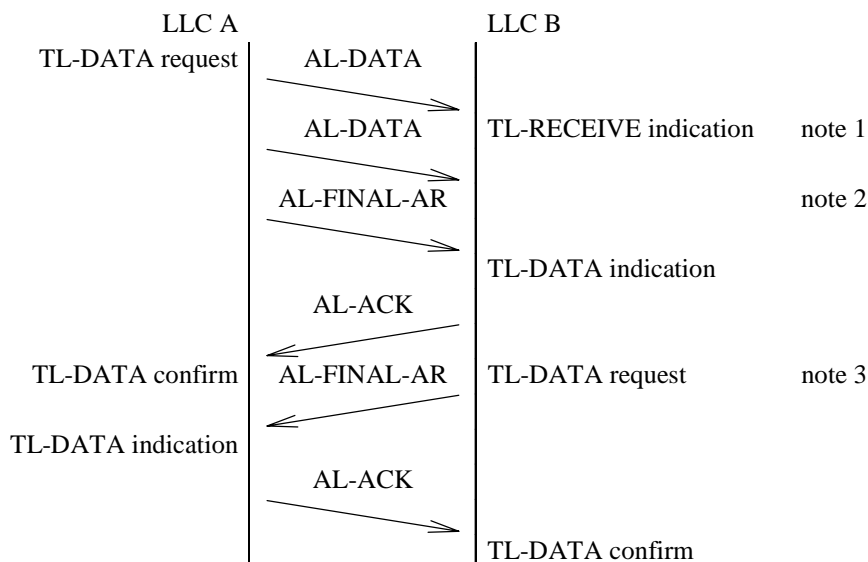 LLC A LLC B
TL-DATA request AL-DATA
TL-RECEIVE indication note 1
AL-DATA
AL-FINAL-AR note 2
TL-DATA indication
AL-ACK
TL-DATA confirm AL-FINAL-AR TL-DATA request note 3
TL-DATA indication
AL-ACK
TL-DATA confirm